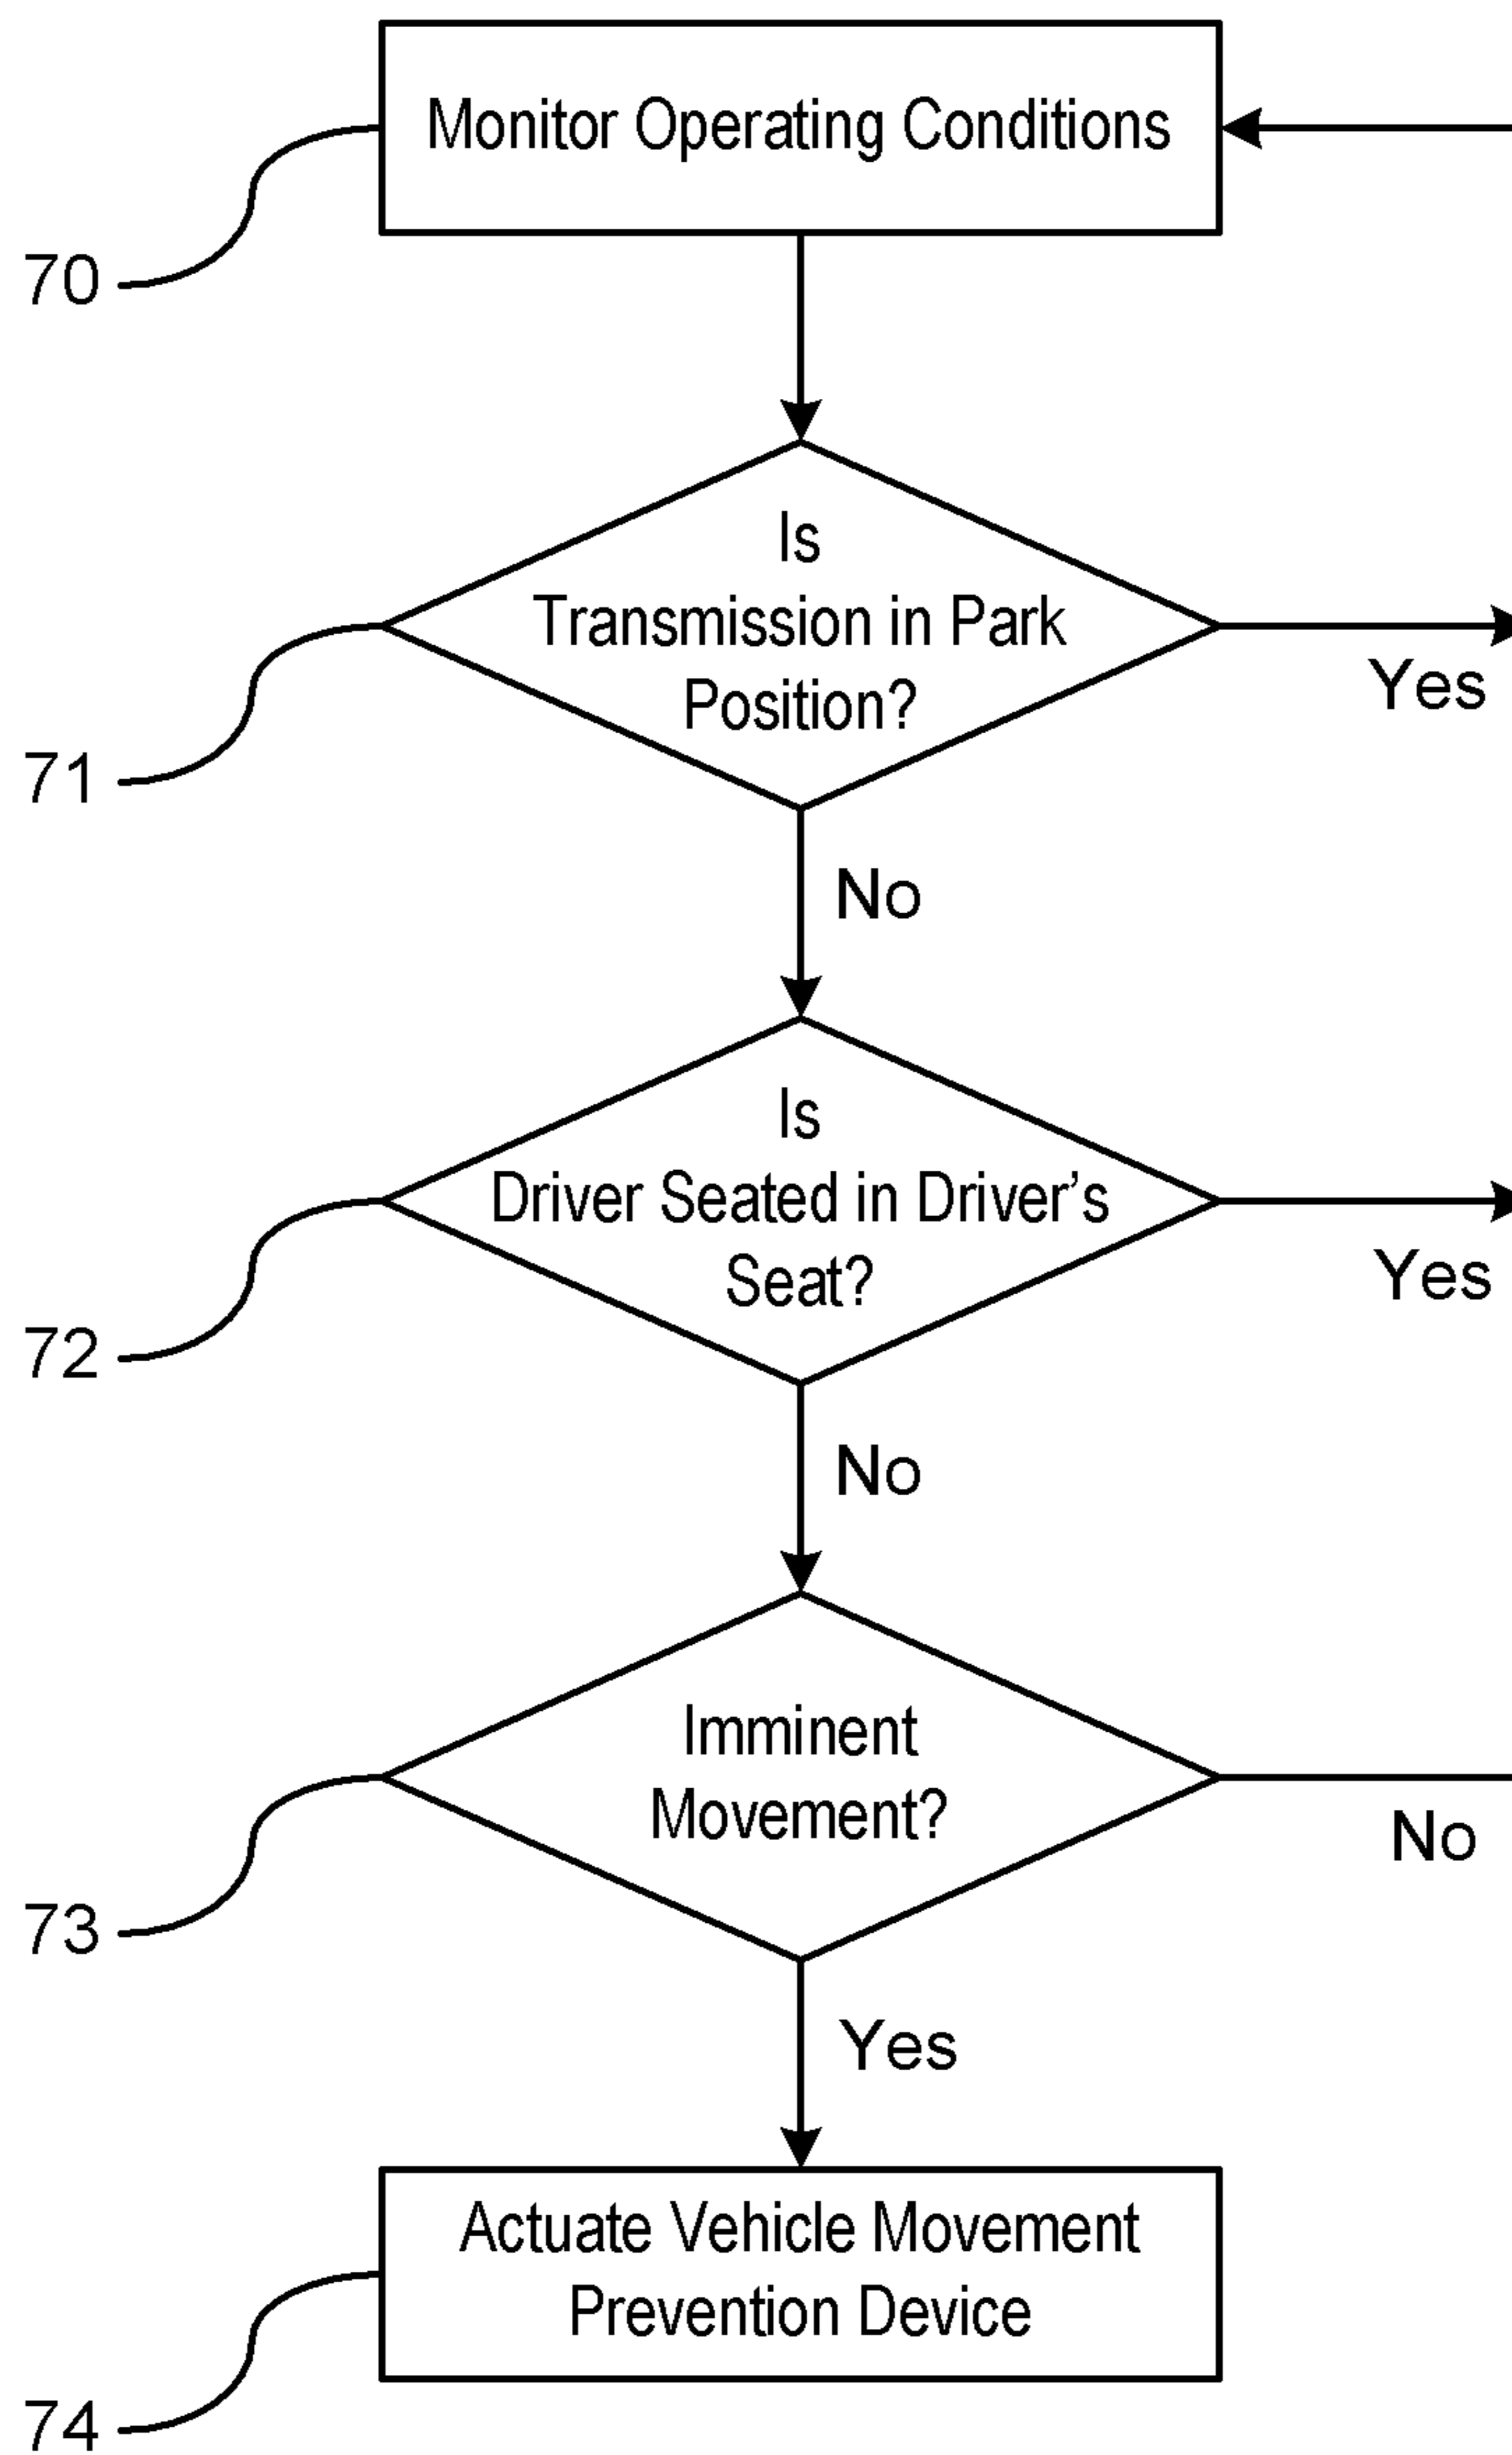 Monitor Operating Conditions
70
Is
Transmission in Park
Position?
Yes
71
No
Is
Driver Seated in Driver’s
Seat?
Yes
72
No
Imminent
Movement?
No
73
Yes
Actuate Vehicle Movement
Prevention Device
74